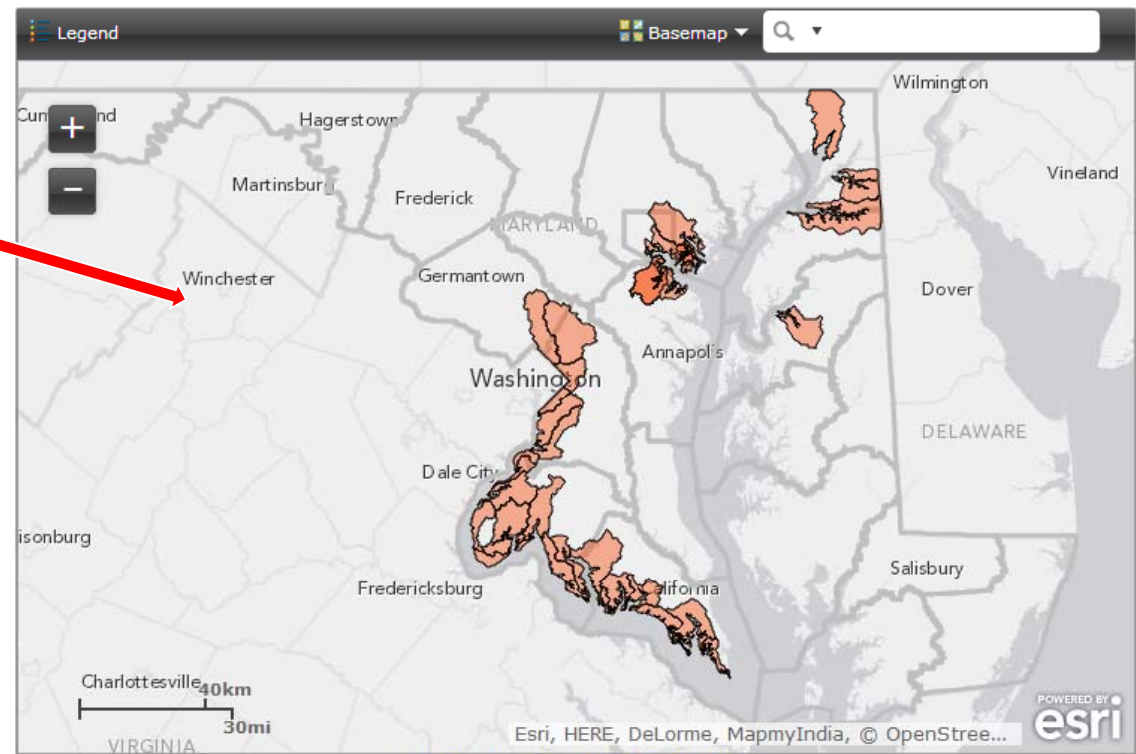 Legend
Basemap
Wilmington
Hagerstown
Vineland
Martinsburg
Frederick
MARYLAND
Winchester
Germantown
Dover
Annapolis
Washington
DELAWARE
Dale City
isonburg
Salisbury
Fredericksburg
California
Charlottesville
40km
30mi
VIRGINIA
POWERED BY
esri
Esri, HERE, DeLorme, MapmyIndia, © OpenStree...